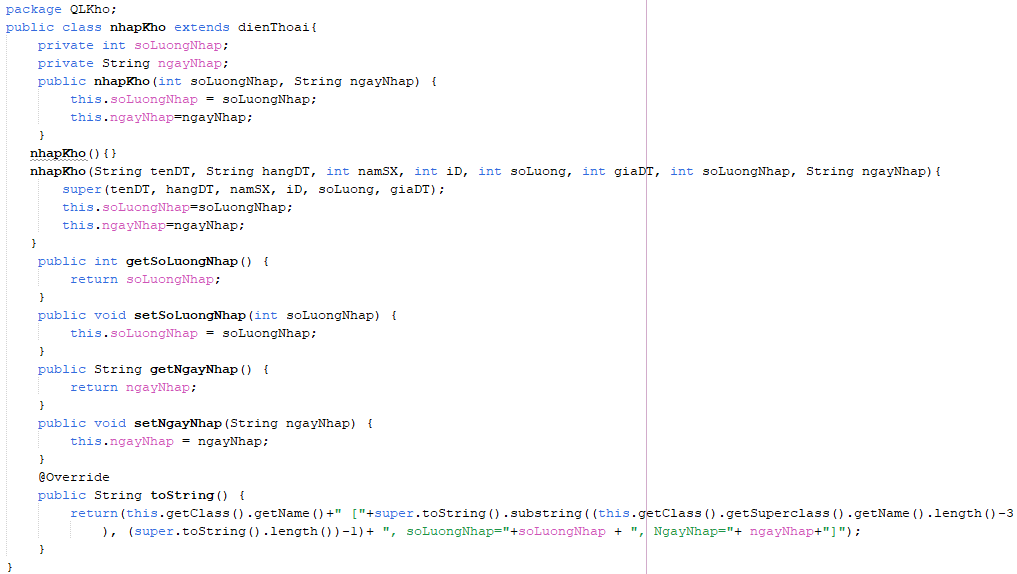 package QLKho;
public class nhapKho extends dienThoai{
    private int soLuongNhap;
    private String ngayNhap;
    public nhapKho(int soLuongNhap, String ngayNhap) {
        this.soLuongNhap = soLuongNhap;
        this.ngayNhap=ngayNhap;
    }
   nhapKho(){}
   nhapKho(String tenDT, String hangDT, int namSX, int iD, int soLuong, int giaDT, int soLuongNhap, String ngayNhap){
       super(tenDT, hangDT, namSX, iD, soLuong, giaDT);
       this.soLuongNhap=soLuongNhap;
       this.ngayNhap=ngayNhap;
   }
    public int getSoLuongNhap() {
        return soLuongNhap;
    }
    public void setSoLuongNhap(int soLuongNhap) {
        this.soLuongNhap = soLuongNhap;
    }
    public String getNgayNhap() {
        return ngayNhap;
    }
    public void setNgayNhap(String ngayNhap) {
        this.ngayNhap = ngayNhap;
    }
    @Override
    public String toString() {
        return(this.getClass().getName()+" ["+super.toString().substring((this.getClass().getSuperclass().getName().length()-3
            ), (super.toString().length())-1)+ ", soLuongNhap="+soLuongNhap + ", NgayNhap="+ ngayNhap+"]");
    }
}